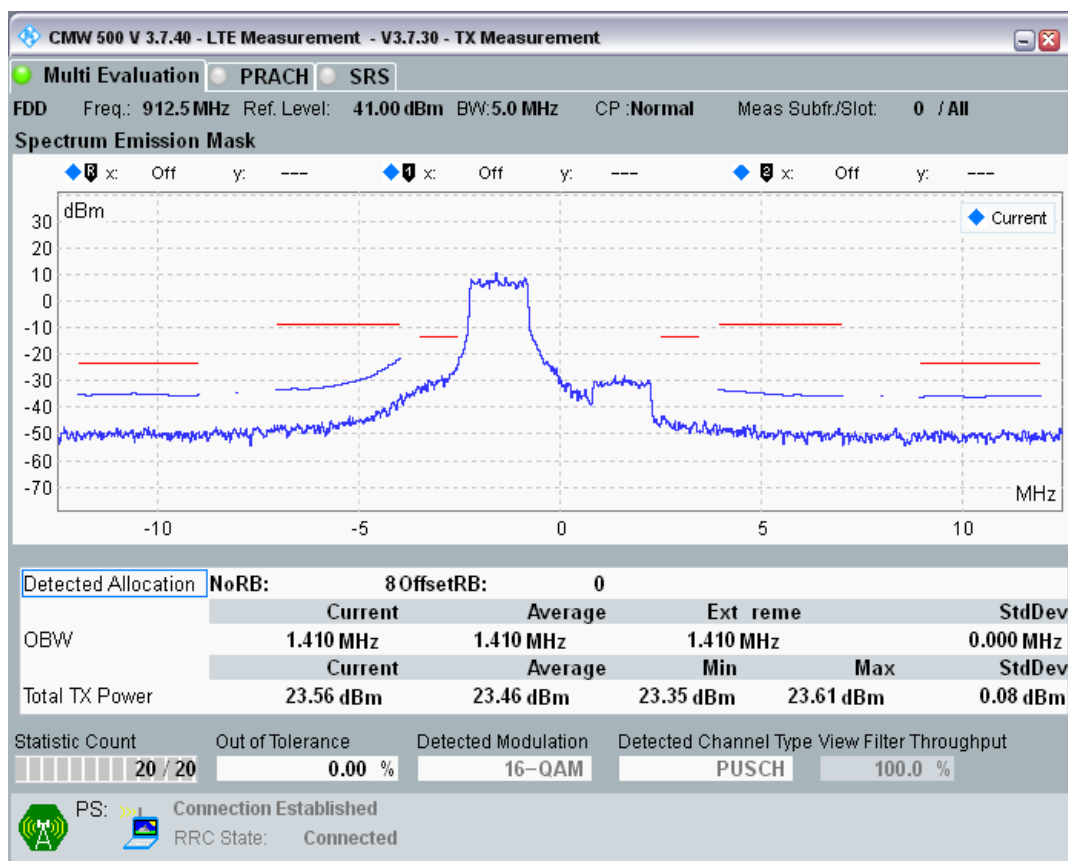 CMW 500 V 3.7.40 - LTE Measurement - V3.7.30 - TX Measurement
Multi Evaluation PRACH SRS
FDD Freq.: 912.5 MHz Ref. Level: 41.00 dBm BW:5.0 MHz CP :Normal Meas Subfr./Slot: 0 / All
Spectrum Emission Mask
R x: Off y: --- 1 x: Off y: --- 2 x: Off y: ---
dBm
Current
30
20
10
0
-10
-20
-30
-40
-50
-60
-70
MHz
-10 -5 0 5 10
Detected Allocation NoRB: 8 OffsetRB: 0
Current Average Ext reme StdDev
OBW 1.410 MHz 1.410 MHz 1.410 MHz 0.000 MHz
Current Average Min Max StdDev
Total TX Power 23.56 dBm 23.46 dBm 23.35 dBm 23.61 dBm 0.08 dBm
Statistic Count Out of Tolerance Detected Modulation Detected Channel Type View Filter Throughput
20 / 20 0.00 % 16-QAM PUSCH 100.0 %
PS: Connection Established
RRC State: Connected